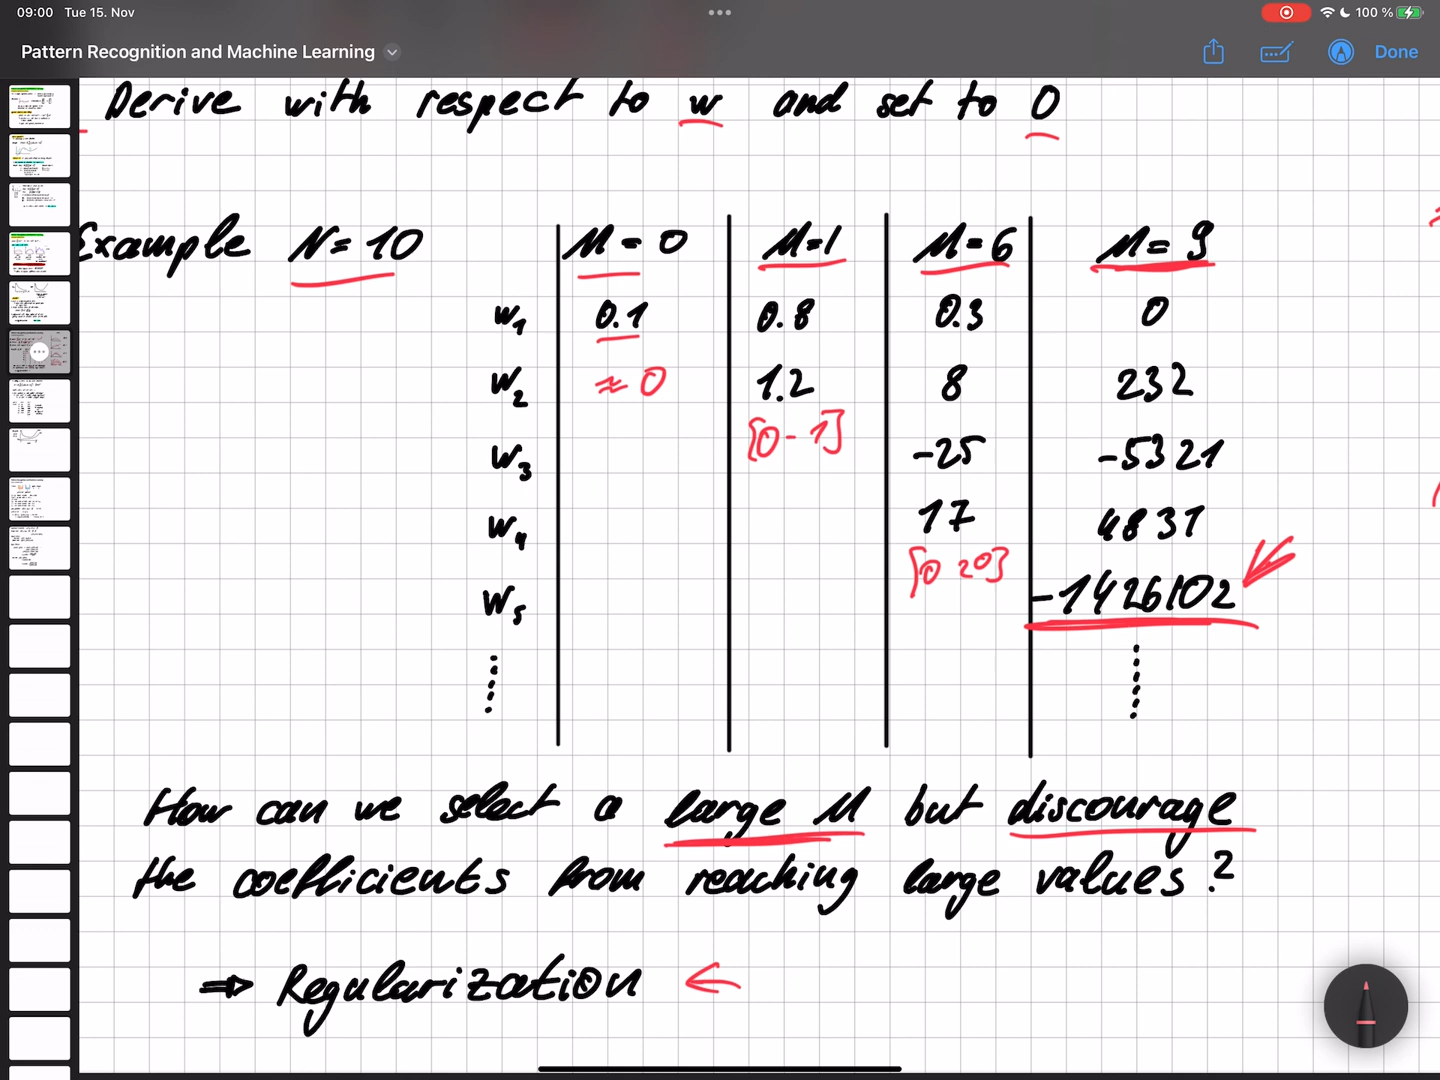 09:00 Tue 15. Nov 100 %
Pattern Recognition and Machine Learning Done
Derive with respect to w and set to 0
Example N = 10 M = 0 M = 1 M = 6 M = 9
w1 0.1 0.8 0.3 0
w2 ≈ 0 1.2 8 232
[0 - 1]
w3 -25 -5321
w4 17 4831
[0 20]
w5 -1426102
How can we select a large M but discourage
the coefficients from reaching large values?
⇒ Regularization ←